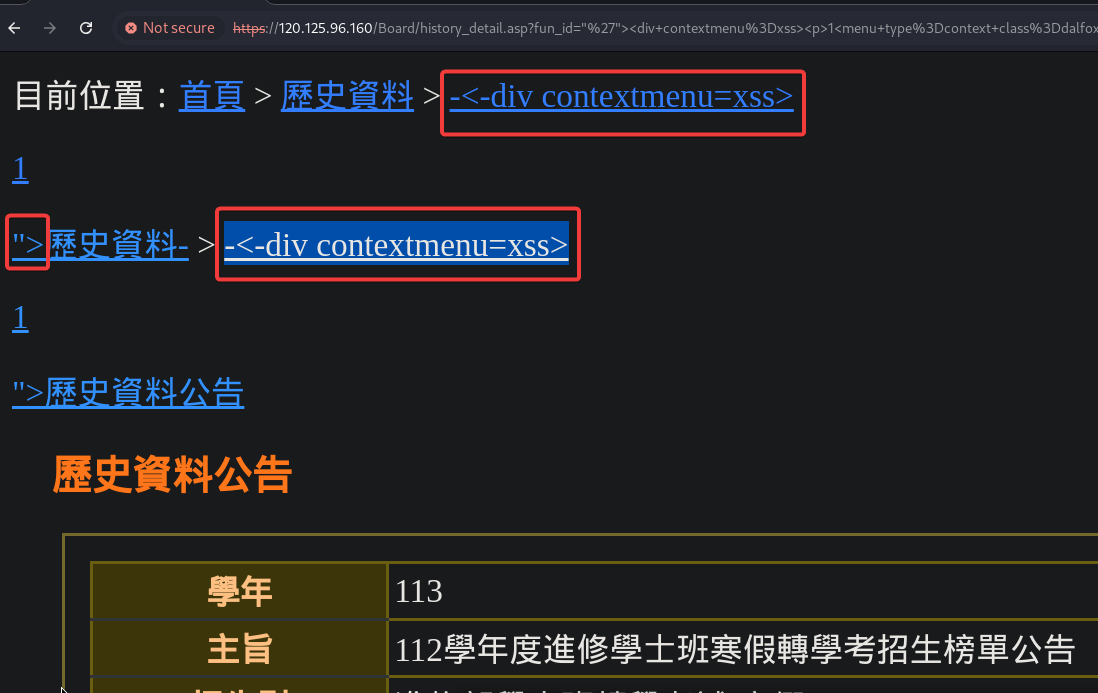 Not secure https://120.125.96.160/Board/history_detail.asp?fun_id="%27"><div+contextmenu%3Dxss><p>1<menu+type%3Dcontext+class%3Ddalfox
目前位置：首頁 > 歷史資料 > -<-div contextmenu=xss>
1
">歷史資料- > -<-div contextmenu=xss>
1
">歷史資料公告
歷史資料公告
學年 113
主旨 112學年度進修學士班寒假轉學考招生榜單公告